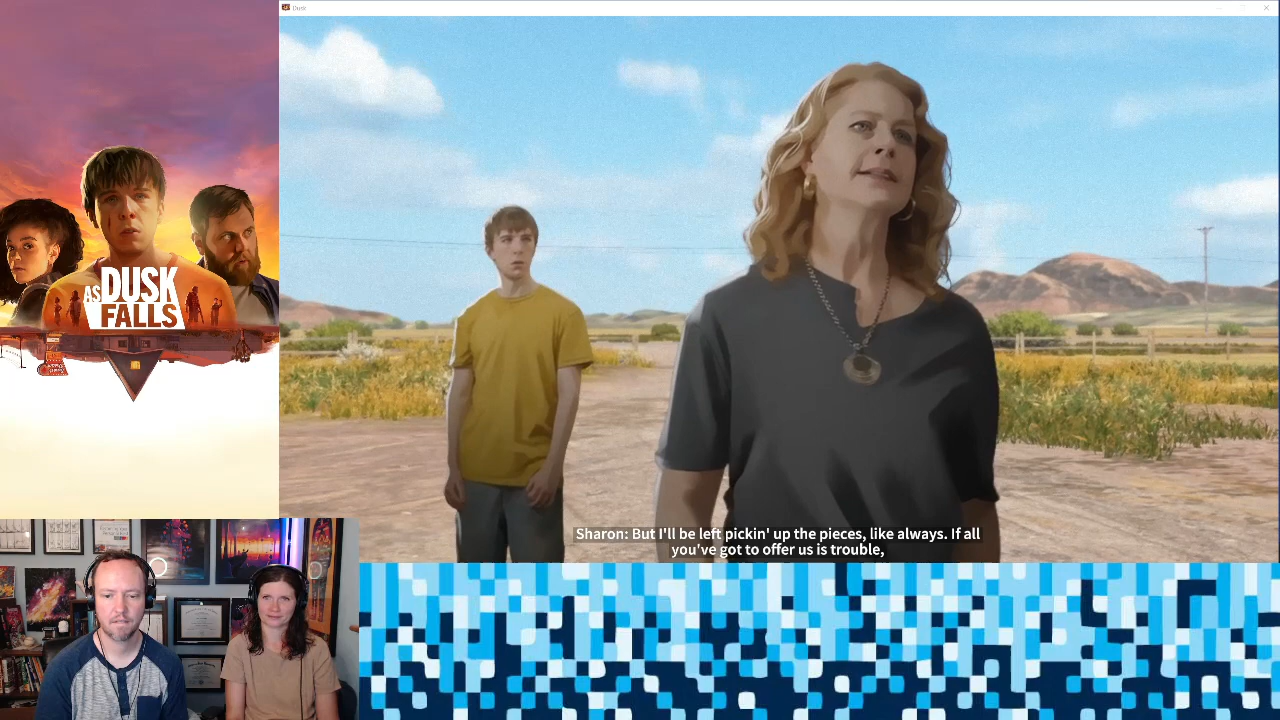 Dusk
AS DUSK
FALLS
Sharon: But I'll be left pickin' up the pieces, like always. If all
you've got to offer us is trouble,